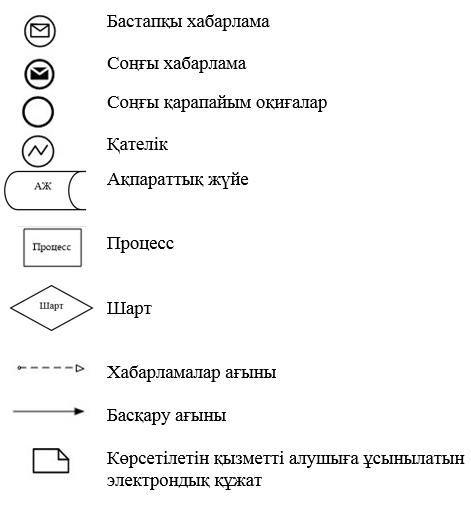 Бастапқы хабарлама
Соңғы хабарлама
Соңғы қарапайым оқиғалар
Қателік
АЖ
Ақпараттық жүйе
Процесс
Процесс
Шарт
Шарт
Хабарламалар ағыны
Басқару ағыны
Көрсетілетін қызметті алушыға ұсынылатын
электрондық құжат